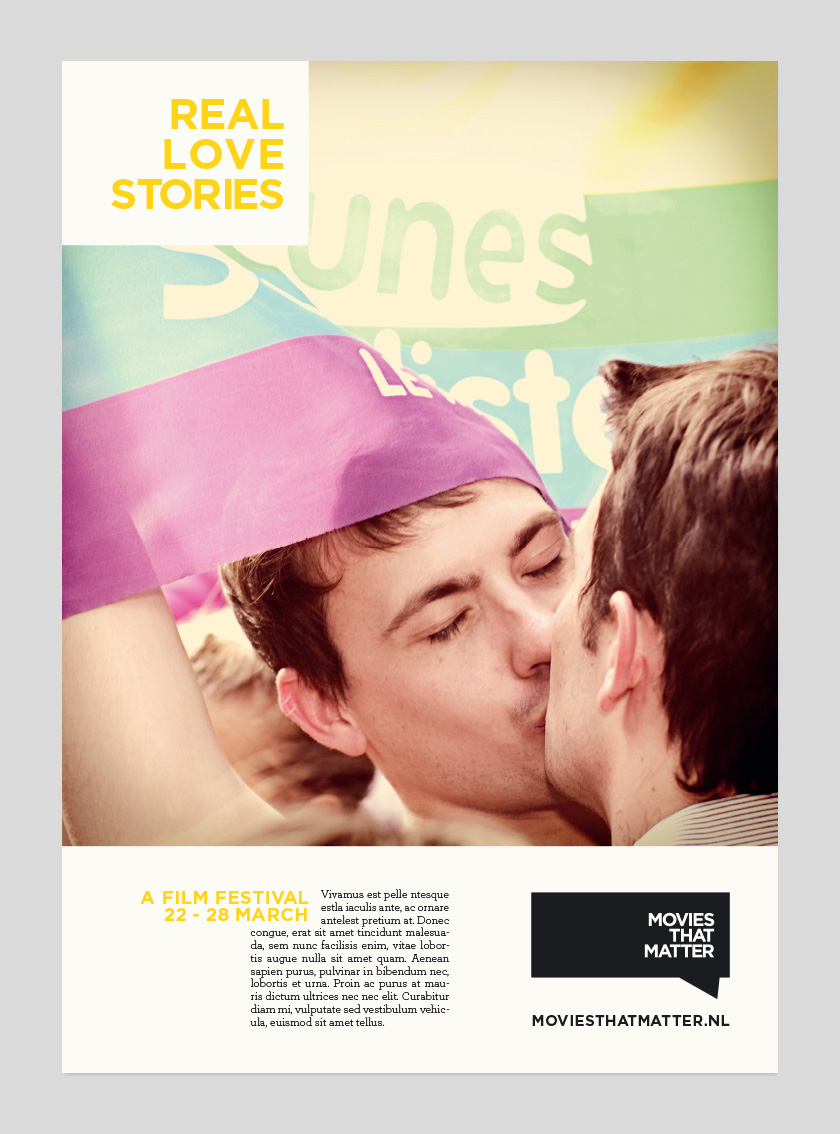 REAL
LOVE
STORIES
unes
LE
A FILM FESTIVAL
22 - 28 MARCH
Vivamus est pelle ntesque
estla iaculis ante, ac ornare
antelest pretium at. Donec
congue, erat sit amet tincidunt malesua-
da, sem nunc facilisis enim, vitae lobor-
tis augue nulla sit amet quam. Aenean
sapien purus, pulvinar in bibendum nec,
lobortis et urna. Proin ac purus at mau-
ris dictum ultrices nec nec elit. Curabitur
diam mi, vulputate sed vestibulum vehic-
ula, euismod sit amet tellus.
MOVIES
THAT
MATTER
MOVIESTHATMATTER.NL